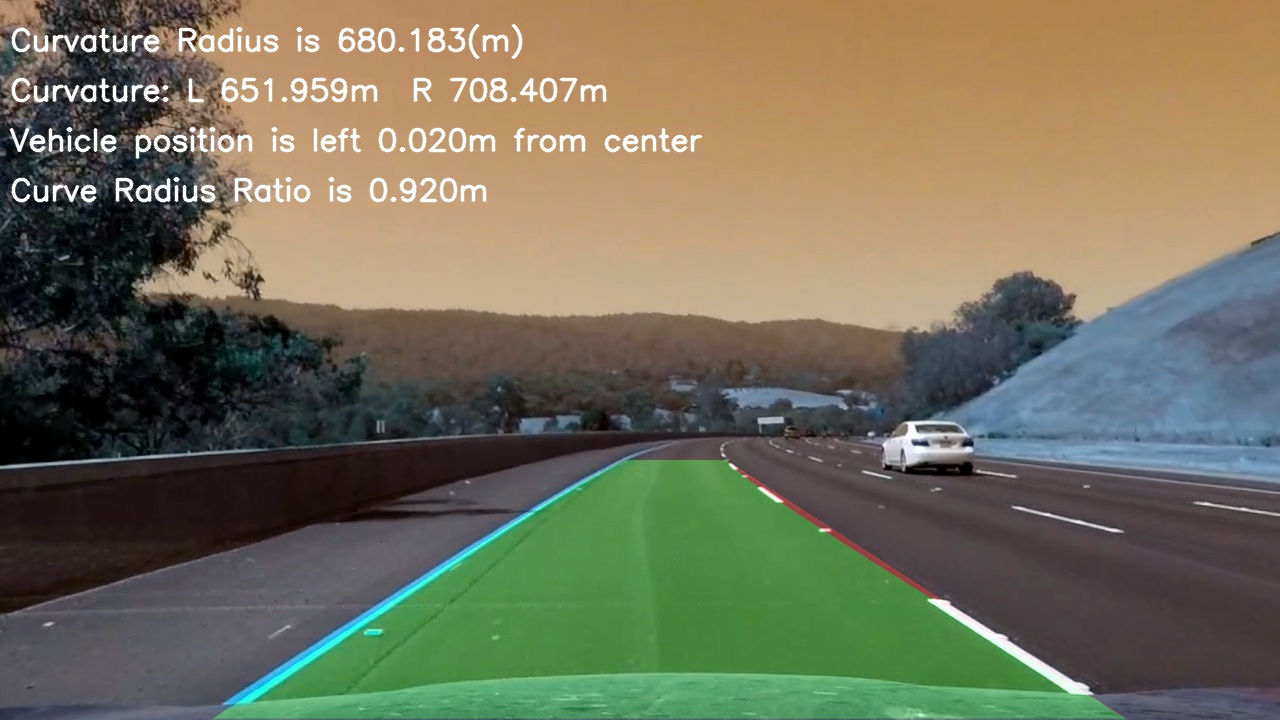 Curvature Radius is 680.183(m)
Curvature: L 651.959m R 708.407m
Vehicle position is left 0.020m from center
Curve Radius Ratio is 0.920m